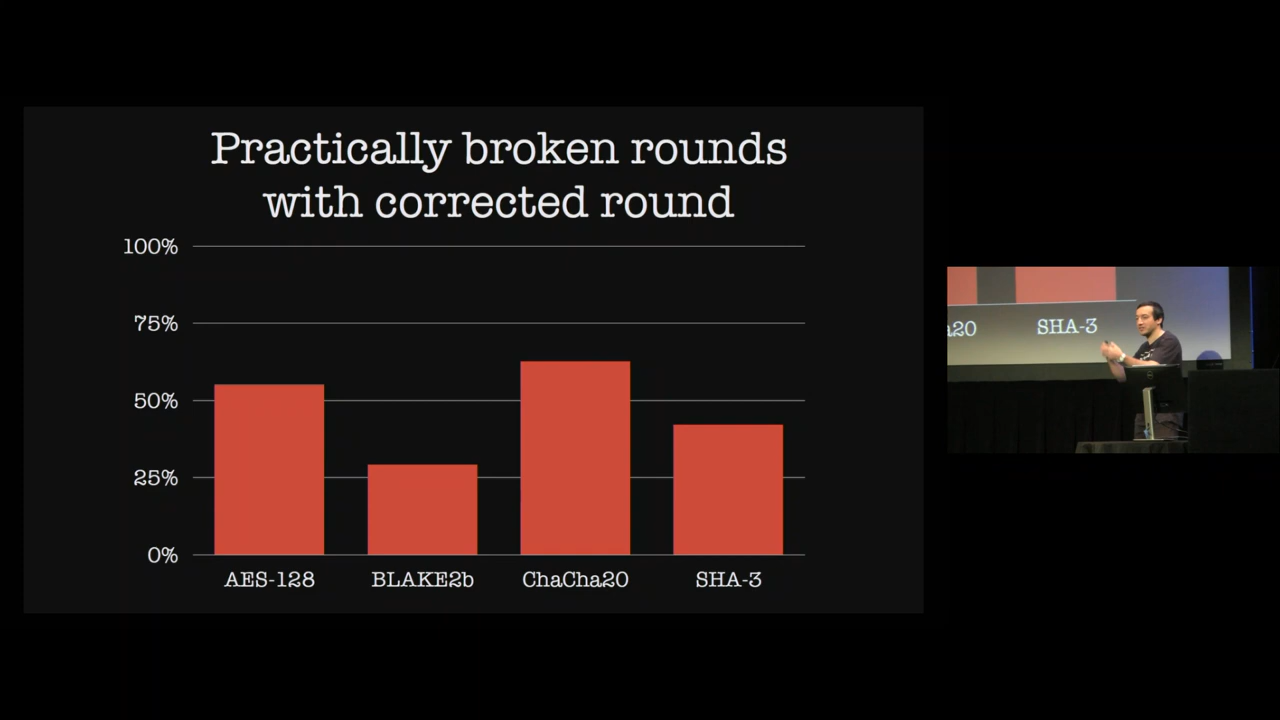 Practically broken rounds
with corrected round
100%
75%
50%
25%
0%
AES-128
BLAKE2b
ChaCha20
SHA-3
a20
SHA-3